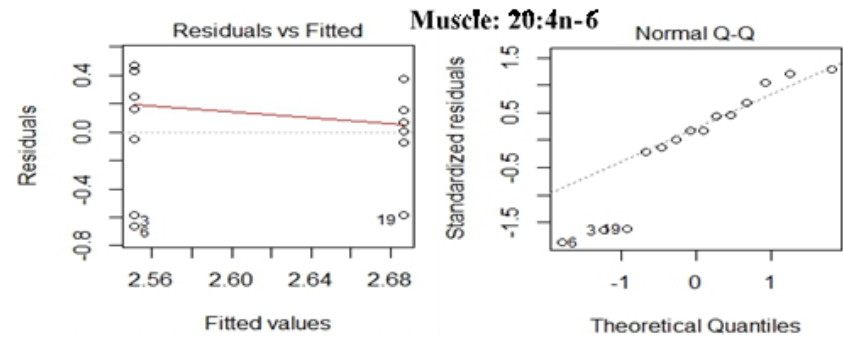 Muscle: 20:4n-6
Residuals vs Fitted
Residuals
0.4
0.0
-0.4
-0.8
3
6
19
2.56 2.60 2.64 2.68
Fitted values
Normal Q-Q
Standardized residuals
1.5
0.5
-0.5
-1.5
6
3
19
-1 0 1
Theoretical Quantiles